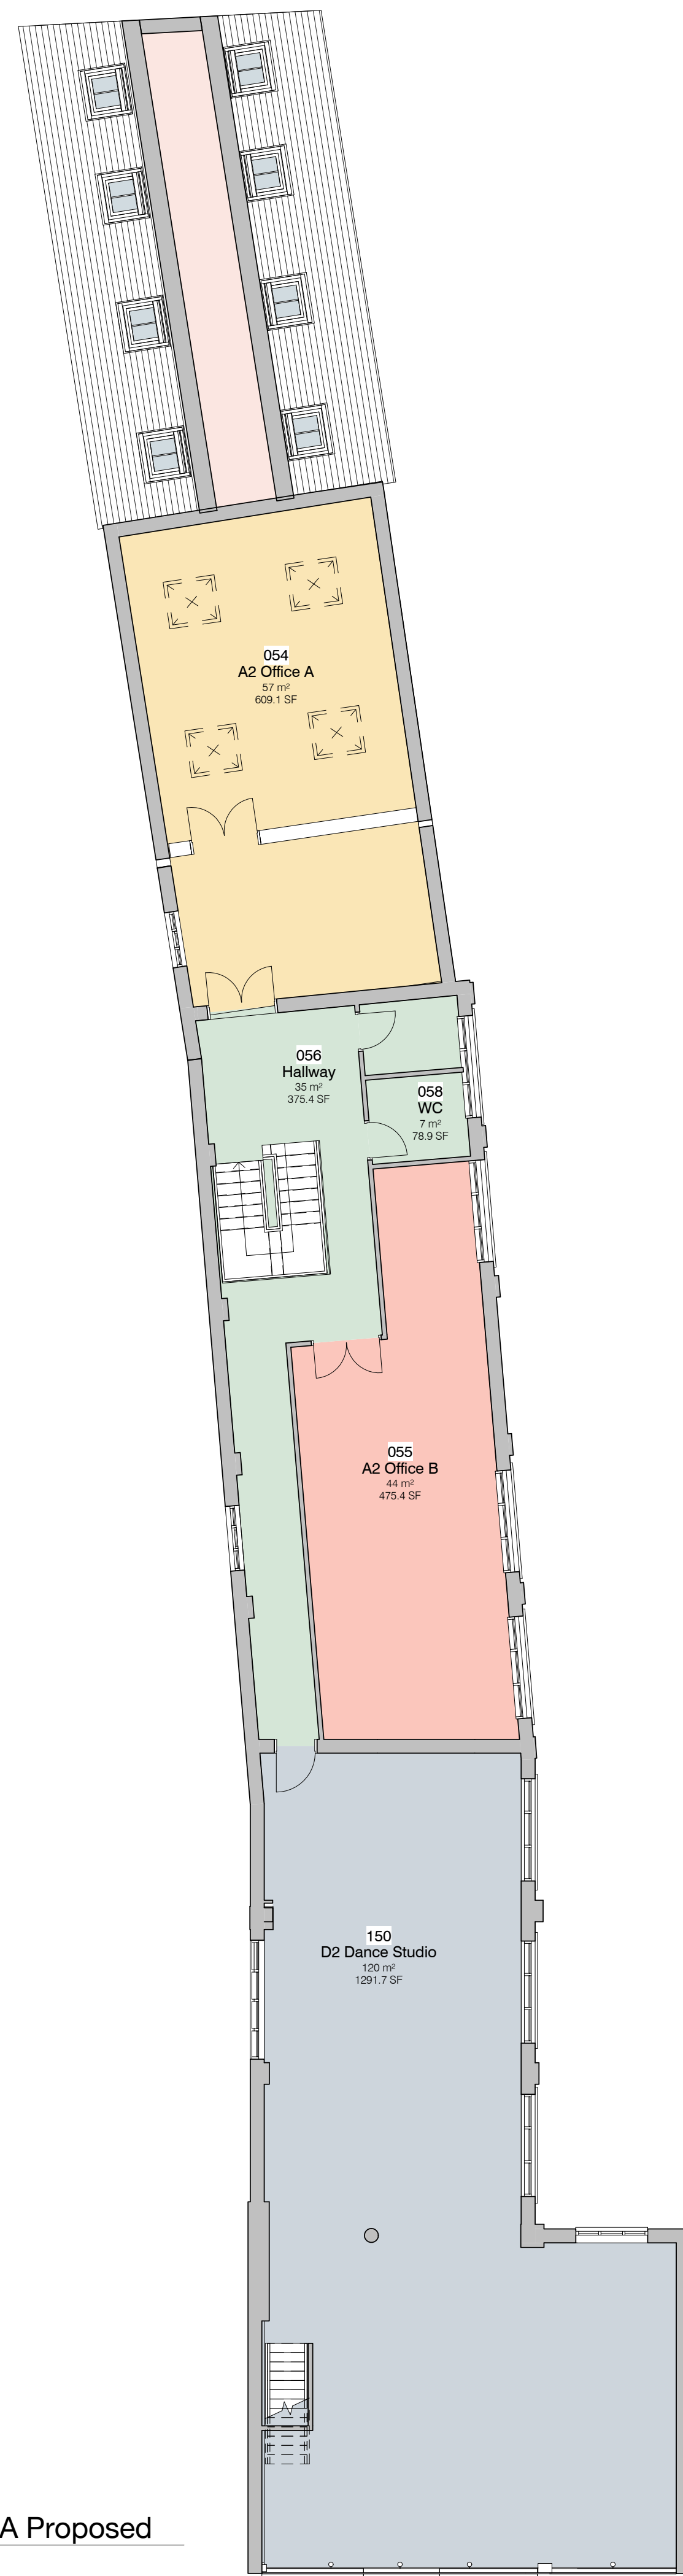 054
A2 Office A
57 m²
609.1 SF
056
Hallway
35 m²
375.4 SF
058
WC
7 m²
78.9 SF
055
A2 Office B
44 m²
475.4 SF
150
D2 Dance Studio
120 m²
1291.7 SF
A Proposed